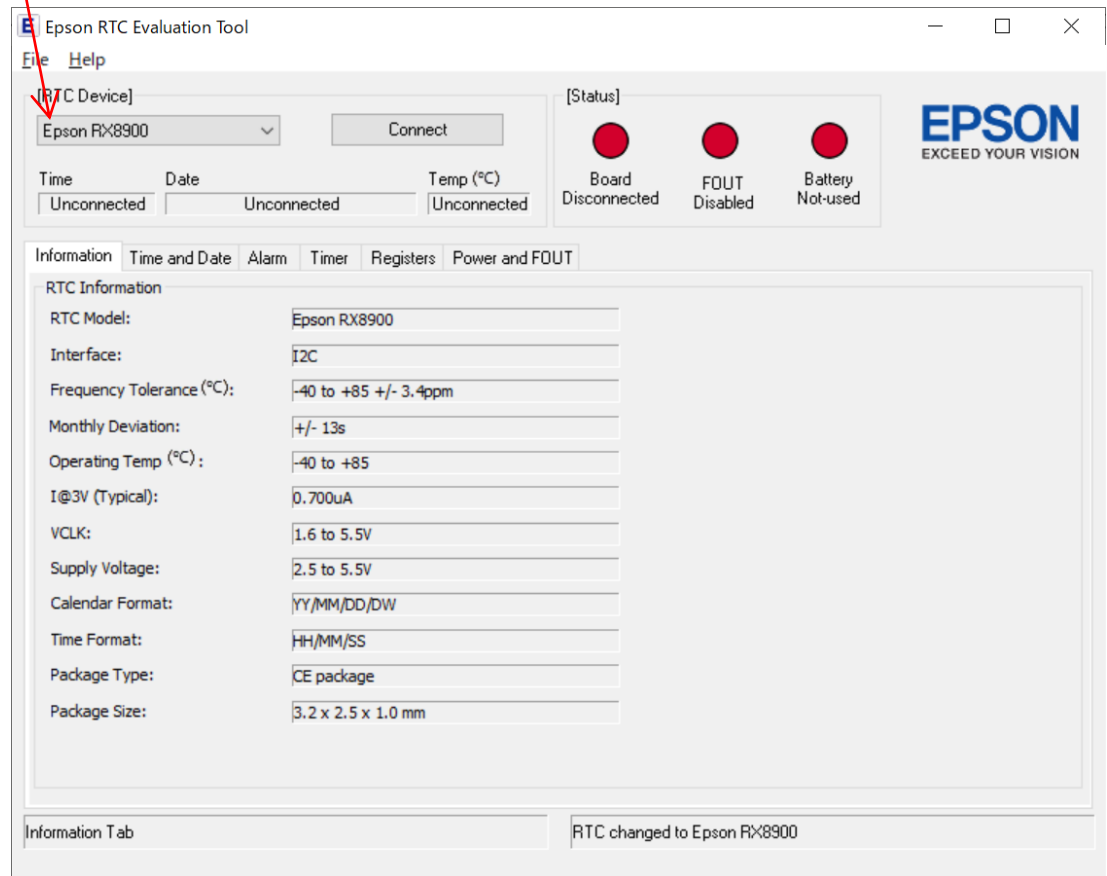 Epson RTC Evaluation Tool
File Help
[RTC Device]
Epson RX8900
Connect
Time Date Temp (°C)
Unconnected Unconnected Unconnected
[Status]
Board Disconnected
FOUT Disabled
Battery Not-used
EPSON
EXCEED YOUR VISION
Information Time and Date Alarm Timer Registers Power and FOUT
RTC Information
RTC Model: Epson RX8900
Interface: I2C
Frequency Tolerance (°C): -40 to +85 +/- 3.4ppm
Monthly Deviation: +/- 13s
Operating Temp (°C) : -40 to +85
I@3V (Typical): 0.700uA
VCLK: 1.6 to 5.5V
Supply Voltage: 2.5 to 5.5V
Calendar Format: YY/MM/DD/DW
Time Format: HH/MM/SS
Package Type: CE package
Package Size: 3.2 x 2.5 x 1.0 mm
Information Tab
RTC changed to Epson RX8900